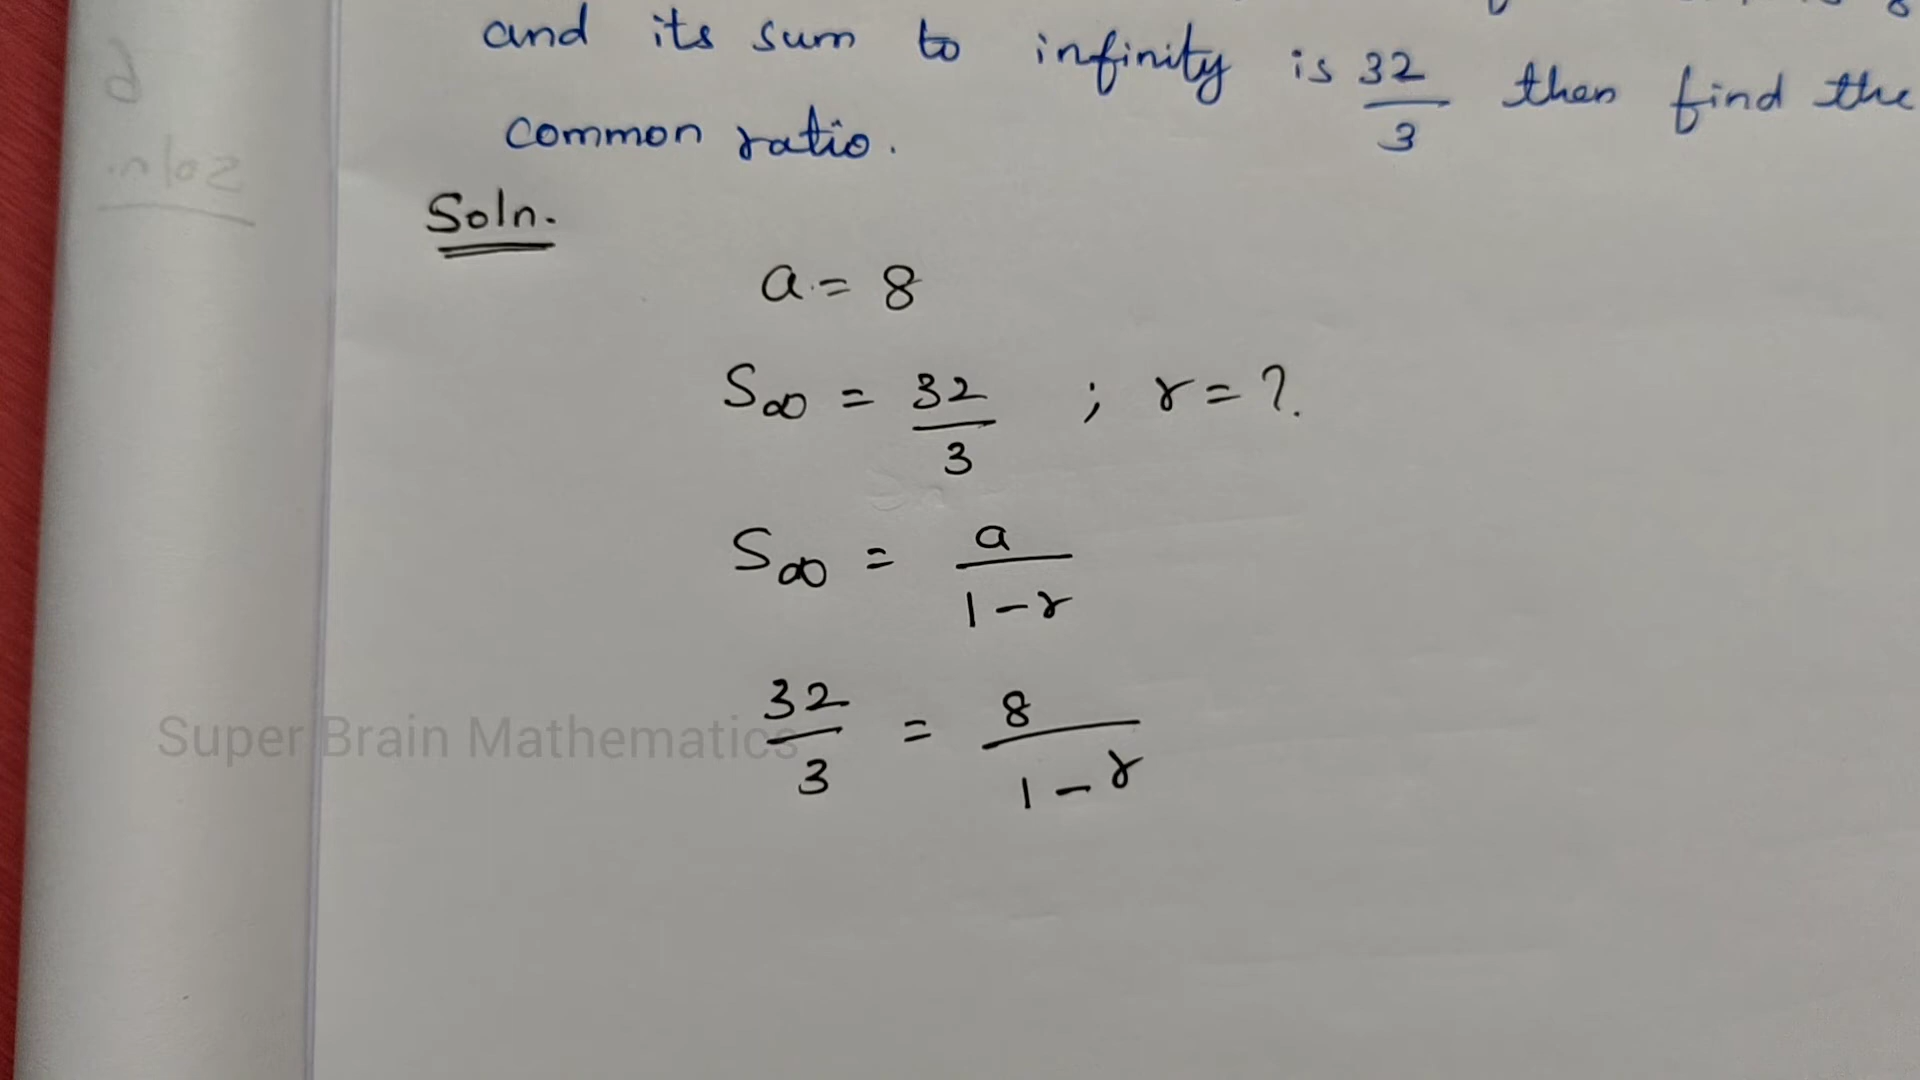 and its sum to infinity is 32/3 then find the
common ratio.
Soln.
a = 8
S∞ = 32/3 ; r = ?
S∞ = a/1-r
32/3 = 8/1-r
Super Brain Mathematics